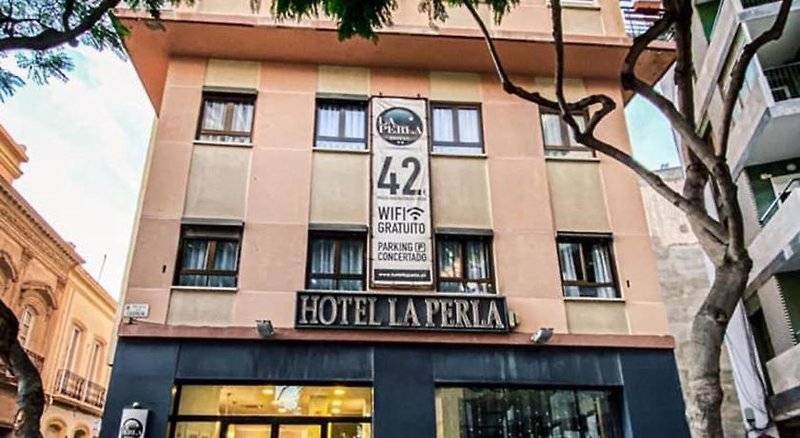 LA
PERLA
42
WIFI
GRATUITO
PARKING P
CONCERTADO
HOTEL LA PERLA